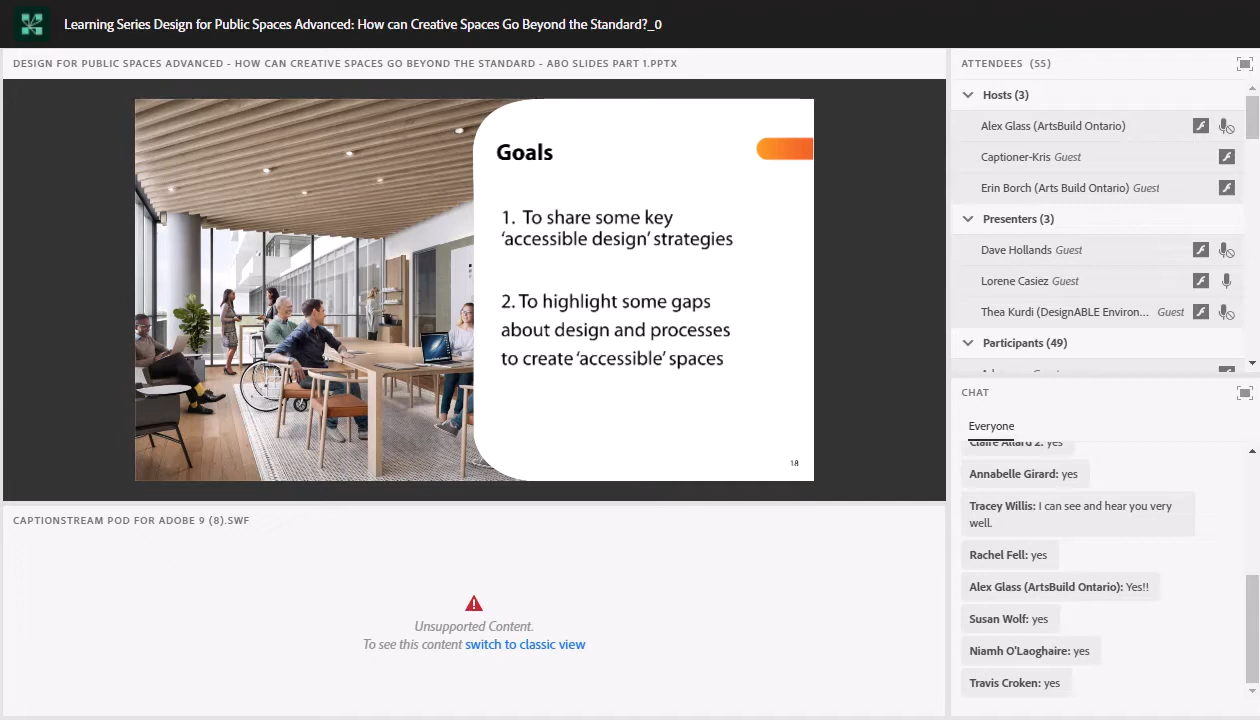 Learning Series Design for Public Spaces Advanced: How can Creative Spaces Go Beyond the Standard?_0
DESIGN FOR PUBLIC SPACES ADVANCED - HOW CAN CREATIVE SPACES GO BEYOND THE STANDARD - ABO SLIDES PART 1.PPTX
Goals
1. To share some key
‘accessible design’ strategies
2. To highlight some gaps
about design and processes
to create ‘accessible’ spaces
18
CAPTIONSTREAM POD FOR ADOBE 9 (8).SWF
Unsupported Content.
To see this content switch to classic view
ATTENDEES (55)
Hosts (3)
Alex Glass (ArtsBuild Ontario)
Captioner-Kris Guest
Erin Borch (Arts Build Ontario) Guest
Presenters (3)
Dave Hollands Guest
Lorene Casiez Guest
Thea Kurdi (DesignABLE Environ... Guest
Participants (49)
CHAT
Everyone
Claire Allard 2: yes
Annabelle Girard: yes
Tracey Willis: I can see and hear you very
well.
Rachel Fell: yes
Alex Glass (ArtsBuild Ontario): Yes!!
Susan Wolf: yes
Niamh O'Laoghaire: yes
Travis Croken: yes